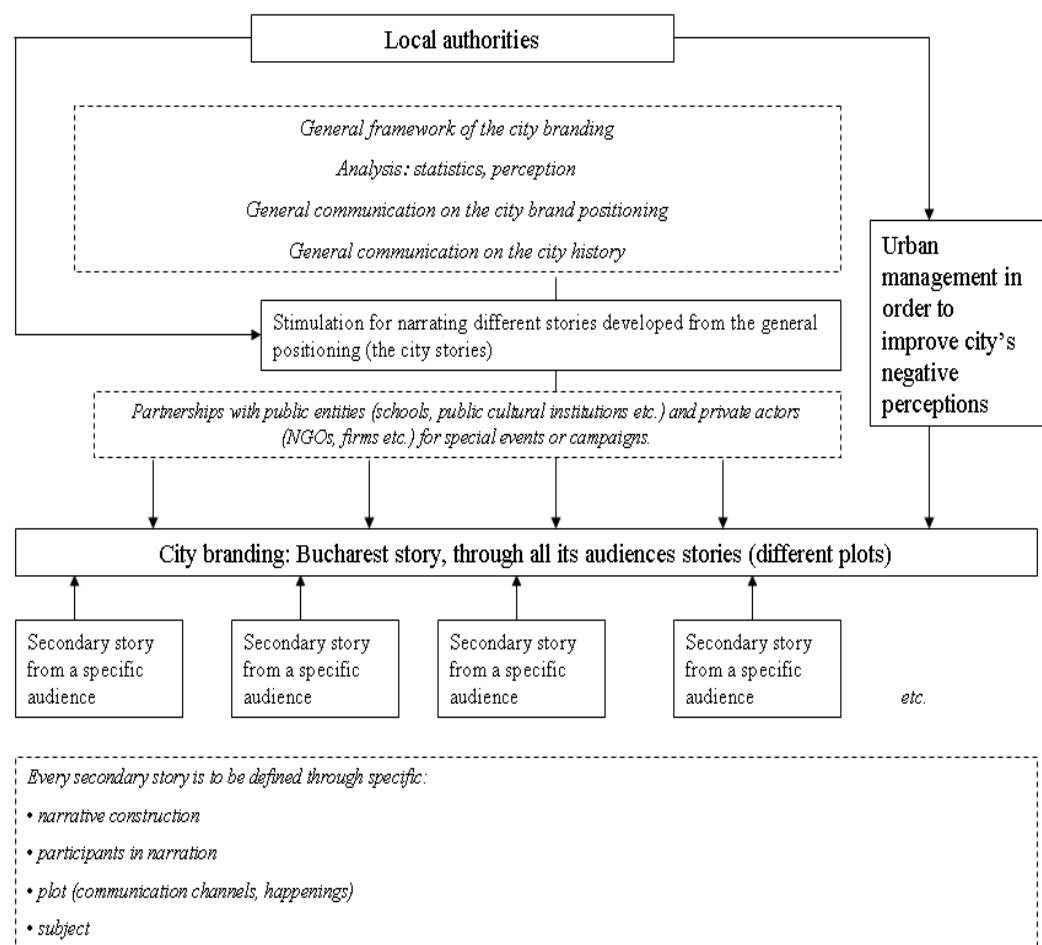 Local authorities
General framework of the city branding
Analysis: statistics, perception
General communication on the city brand positioning
General communication on the city history
Urban
management in
order to
improve city's
negative
perceptions
Stimulation for narrating different stories developed from the general
positioning (the city stories)
Partnerships with public entities (schools, public cultural institutions etc.) and private actors
(NGOs, firms etc.) for special events or campaigns.
City branding: Bucharest story, through all its audiences stories (different plots)
Secondary story
from a specific
audience
Secondary story
from a specific
audience
Secondary story
from a specific
audience
Secondary story
from a specific
audience
etc.
Every secondary story is to be defined through specific:
• narrative construction
• participants in narration
• plot (communication channels, happenings)
• subject